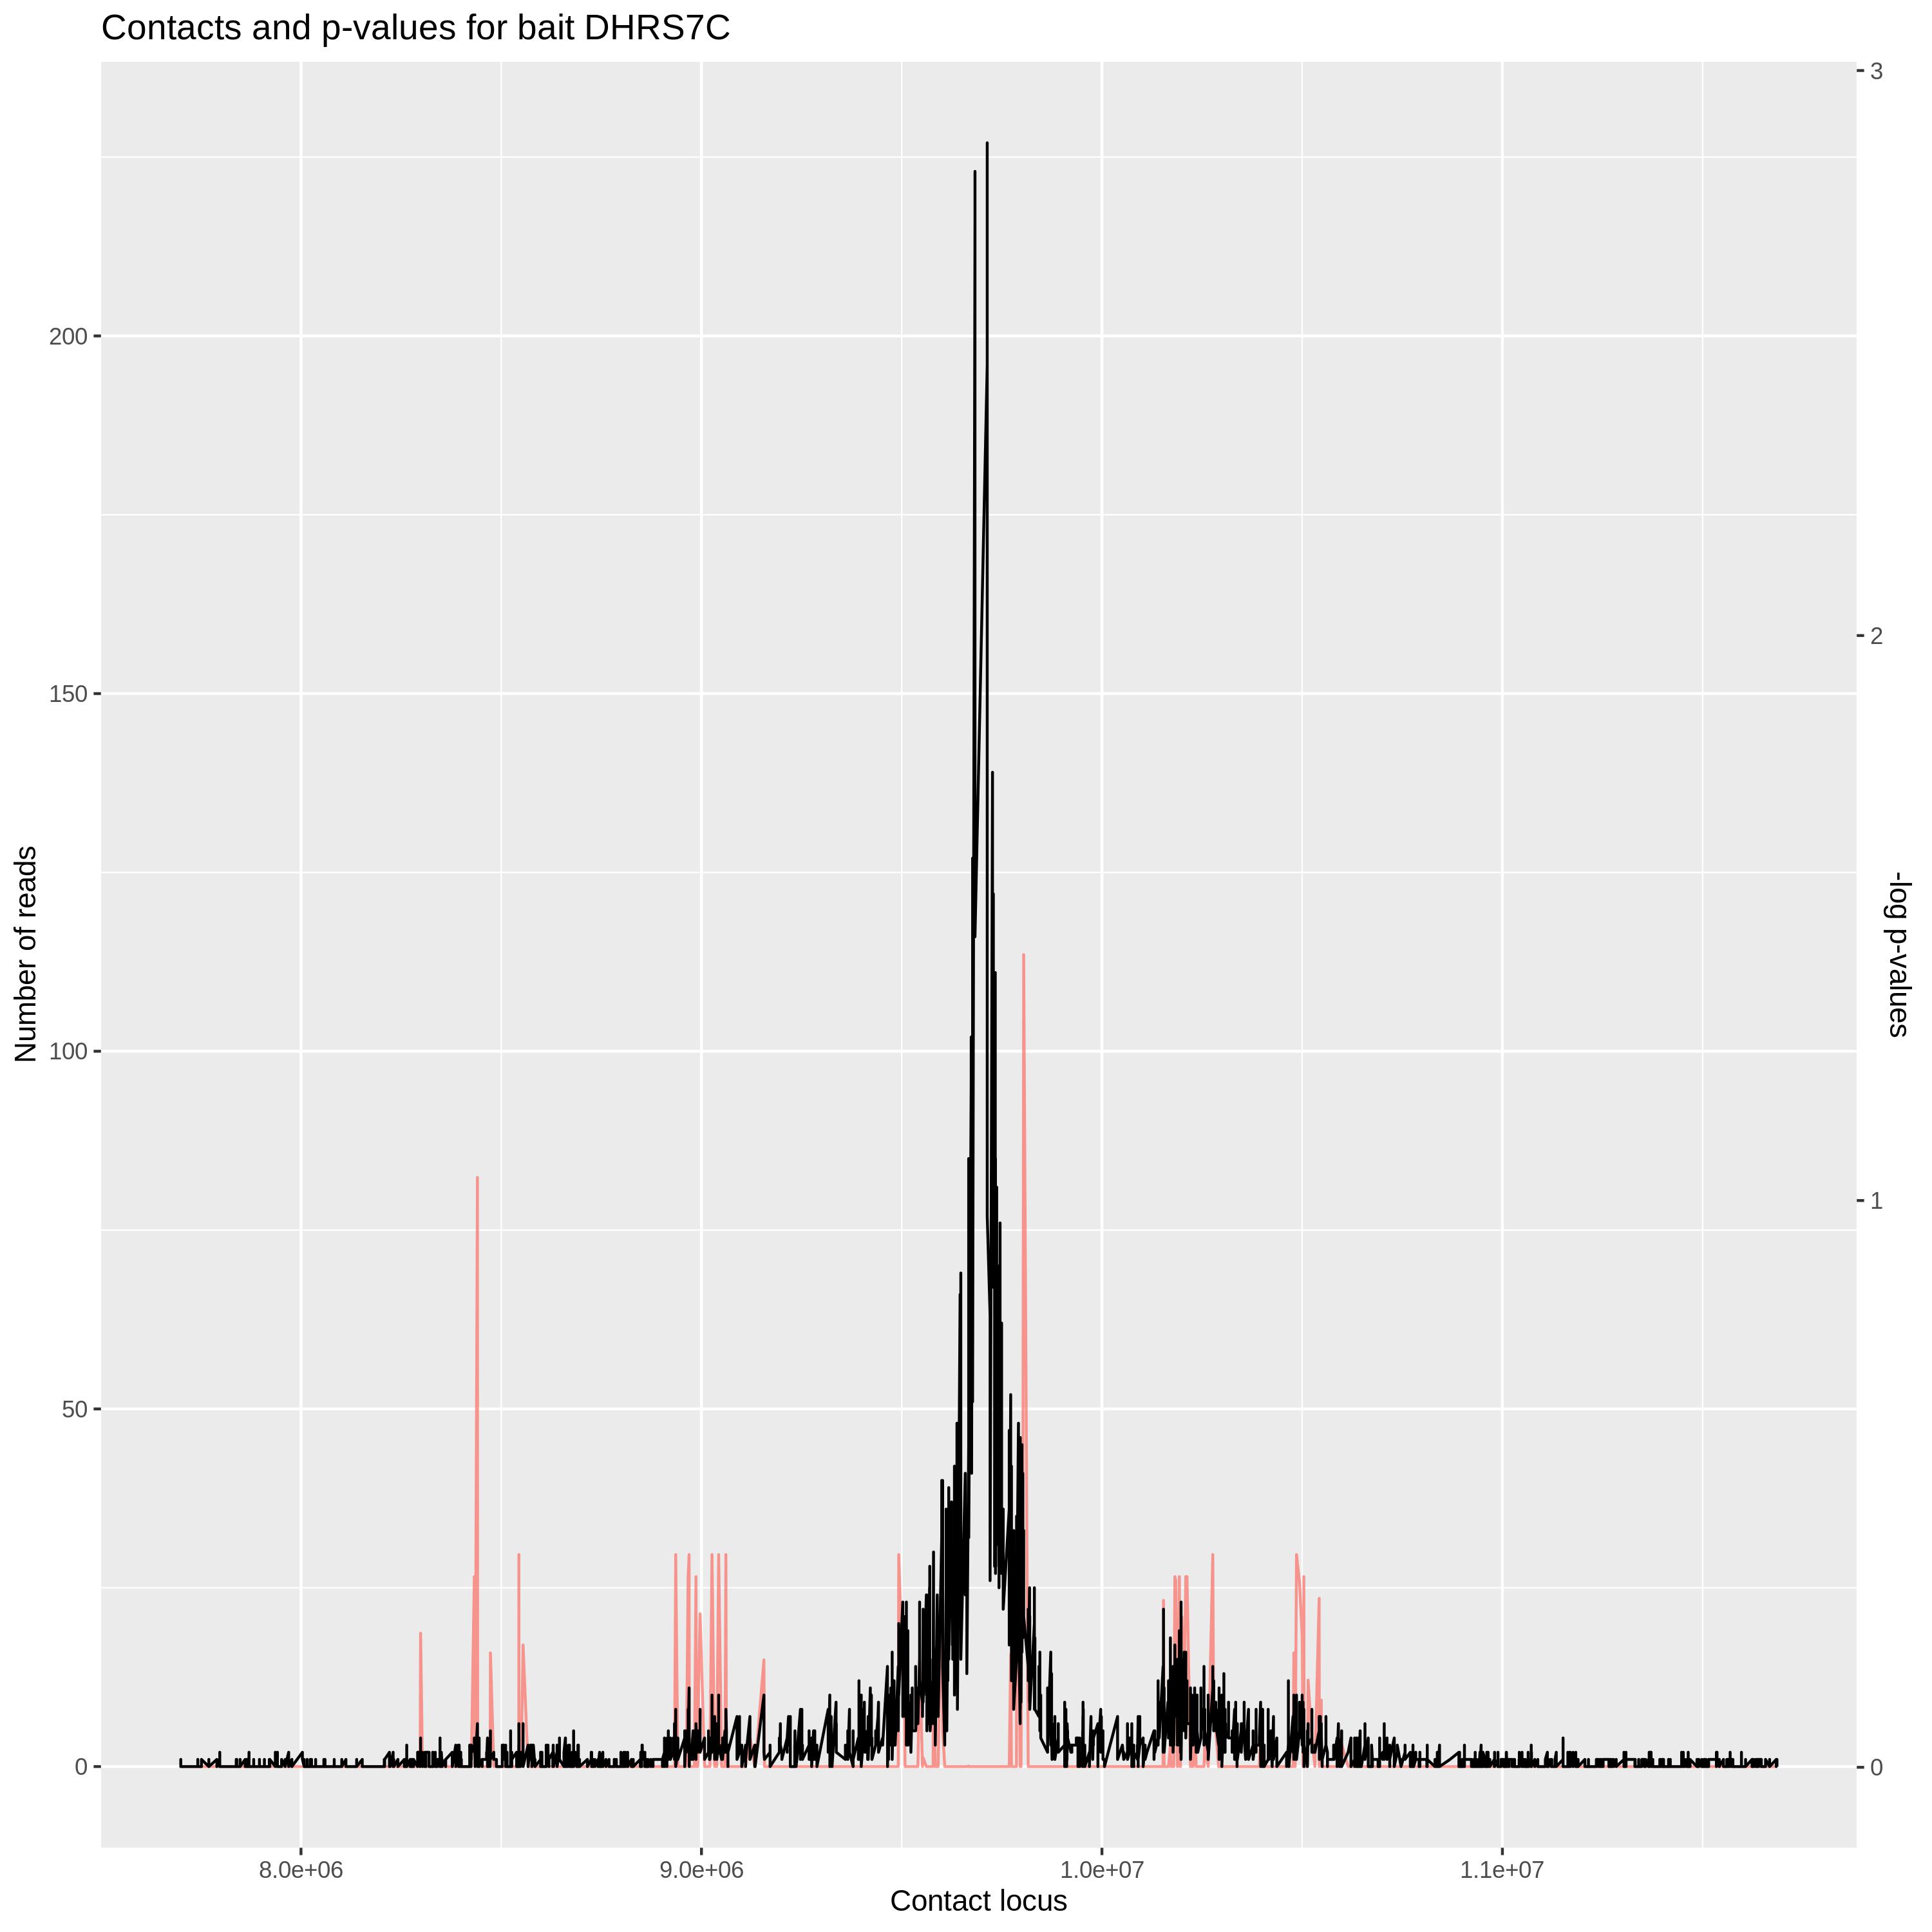 Contacts and p-values for bait DHRS7C
3
200
2
150
Number of reads
-log p-values
100
1
50
0
0
8.0e+06
9.0e+06
1.0e+07
1.1e+07
Contact locus